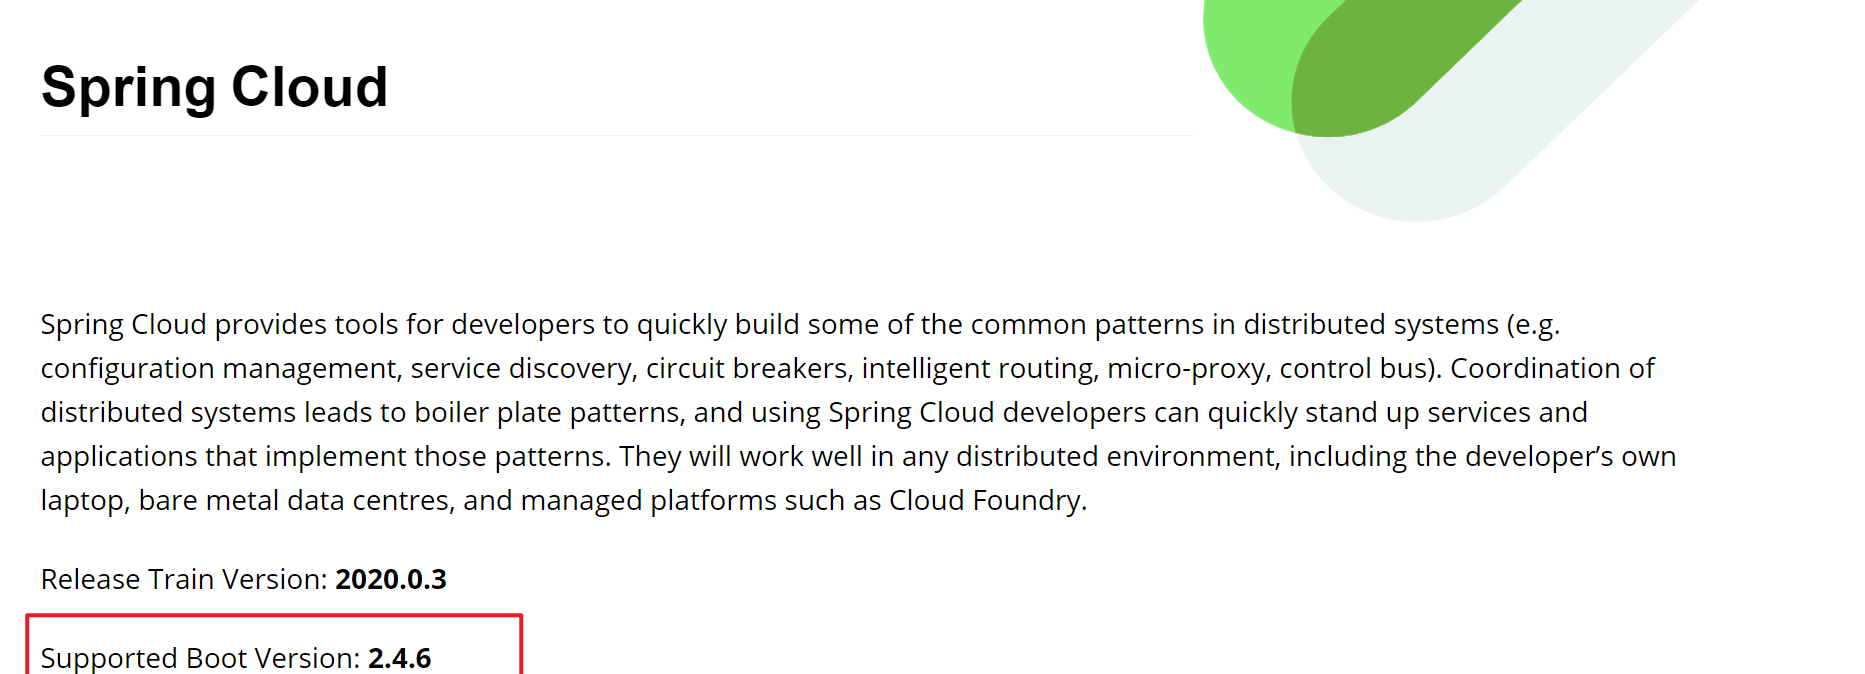 Spring Cloud
Spring Cloud provides tools for developers to quickly build some of the common patterns in distributed systems (e.g.
configuration management, service discovery, circuit breakers, intelligent routing, micro-proxy, control bus). Coordination of
distributed systems leads to boiler plate patterns, and using Spring Cloud developers can quickly stand up services and
applications that implement those patterns. They will work well in any distributed environment, including the developer’s own
laptop, bare metal data centres, and managed platforms such as Cloud Foundry.
Release Train Version: 2020.0.3
Supported Boot Version: 2.4.6